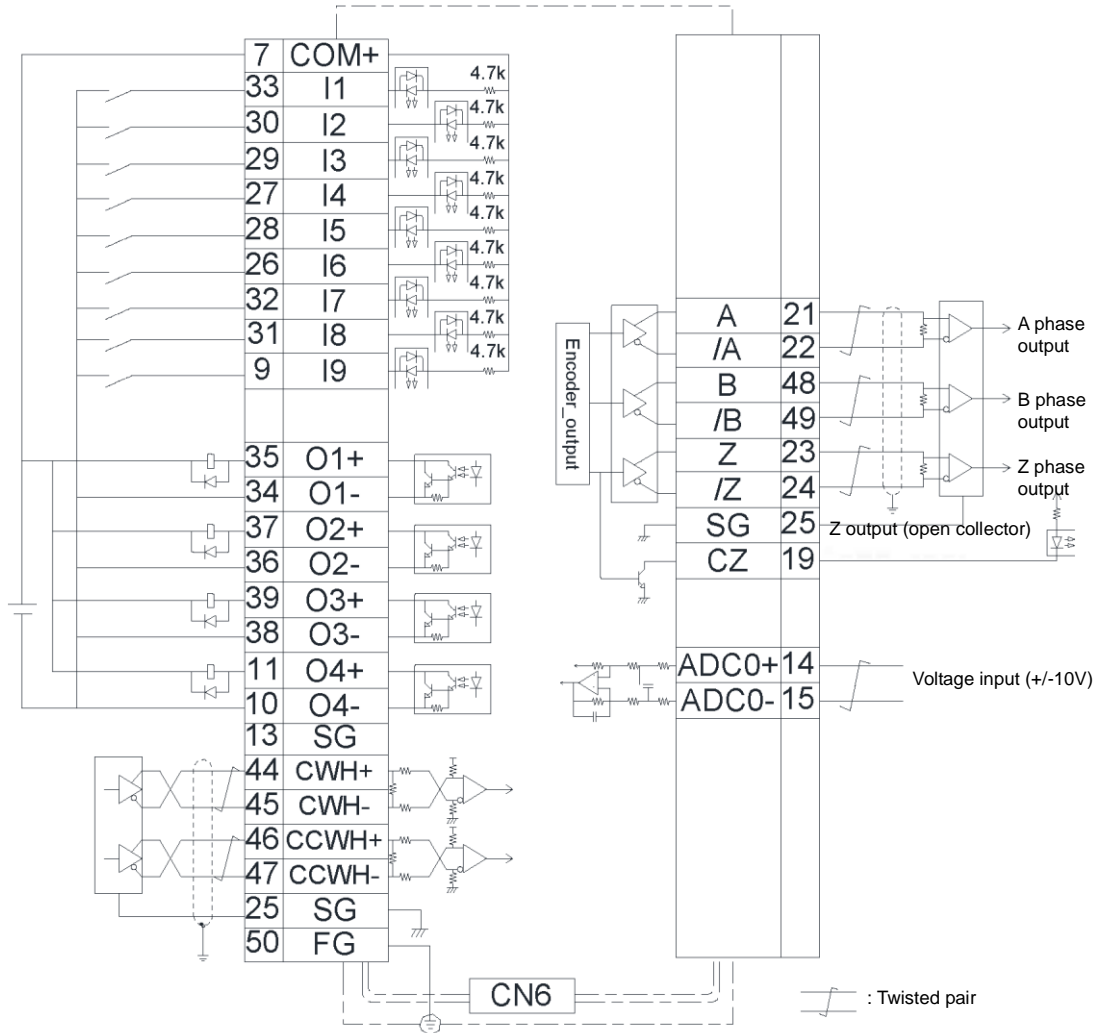 7 COM+
33 I1 4.7k
30 I2 4.7k
29 I3 4.7k
27 I4 4.7k
28 I5 4.7k
26 I6 4.7k
32 I7 4.7k
31 I8 4.7k
9 I9 4.7k
35 O1+
34 O1-
37 O2+
36 O2-
39 O3+
38 O3-
11 O4+
10 O4-
13 SG
44 CWH+
45 CWH-
46 CCWH+
47 CCWH-
25 SG
50 FG
CN6
Encoder_output
A 21
/A 22
B 48
/B 49
Z 23
/Z 24
SG 25
CZ 19
A phase
output
B phase
output
Z phase
output
Z output (open collector)
ADC0+ 14
ADC0- 15
Voltage input (+/-10V)
: Twisted pair